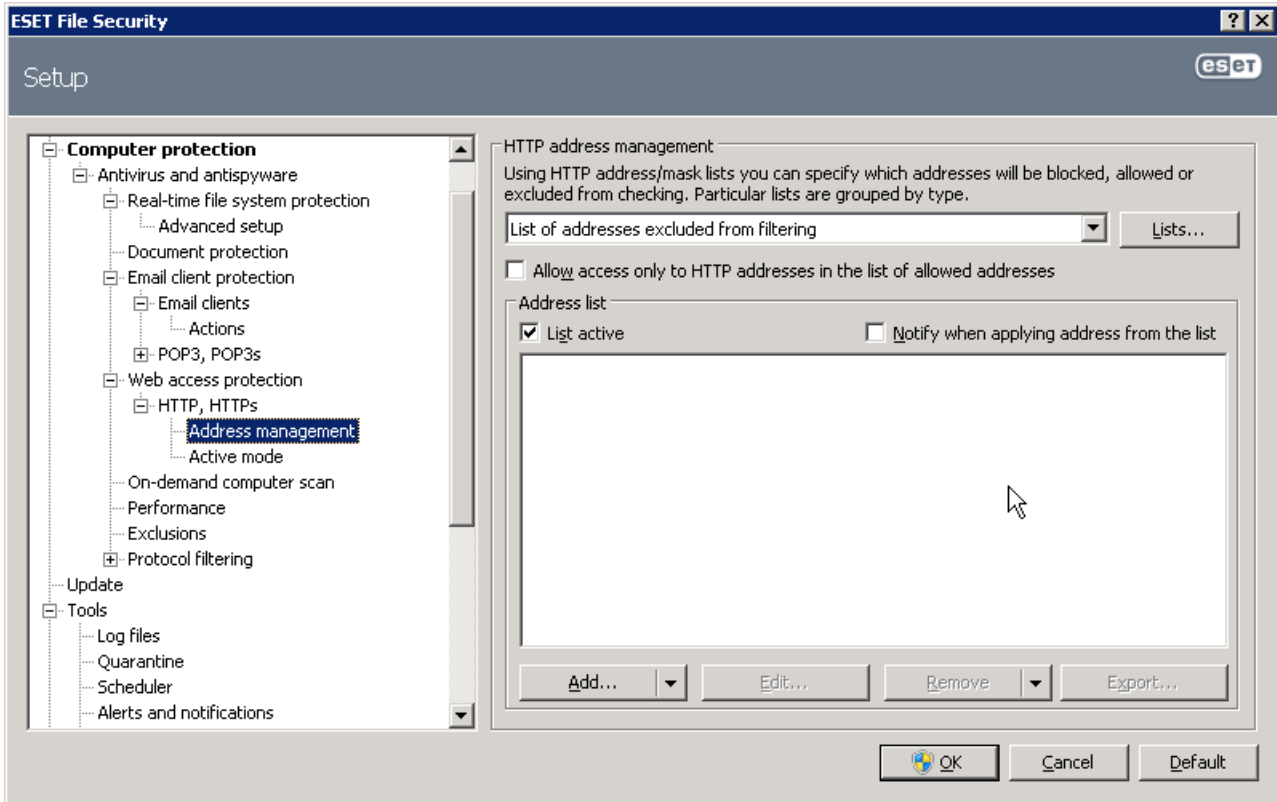 ESET File Security
Setup
eset
Computer protection
Antivirus and antispyware
Real-time file system protection
Advanced setup
Document protection
Email client protection
Email clients
Actions
POP3, POP3s
Web access protection
HTTP, HTTPs
Address management
Active mode
On-demand computer scan
Performance
Exclusions
Protocol filtering
Update
Tools
Log files
Quarantine
Scheduler
Alerts and notifications
HTTP address management
Using HTTP address/mask lists you can specify which addresses will be blocked, allowed or
excluded from checking. Particular lists are grouped by type.
List of addresses excluded from filtering
Lists...
Allow access only to HTTP addresses in the list of allowed addresses
Address list
List active
Notify when applying address from the list
Add...
Edit...
Remove
Export...
OK
Cancel
Default